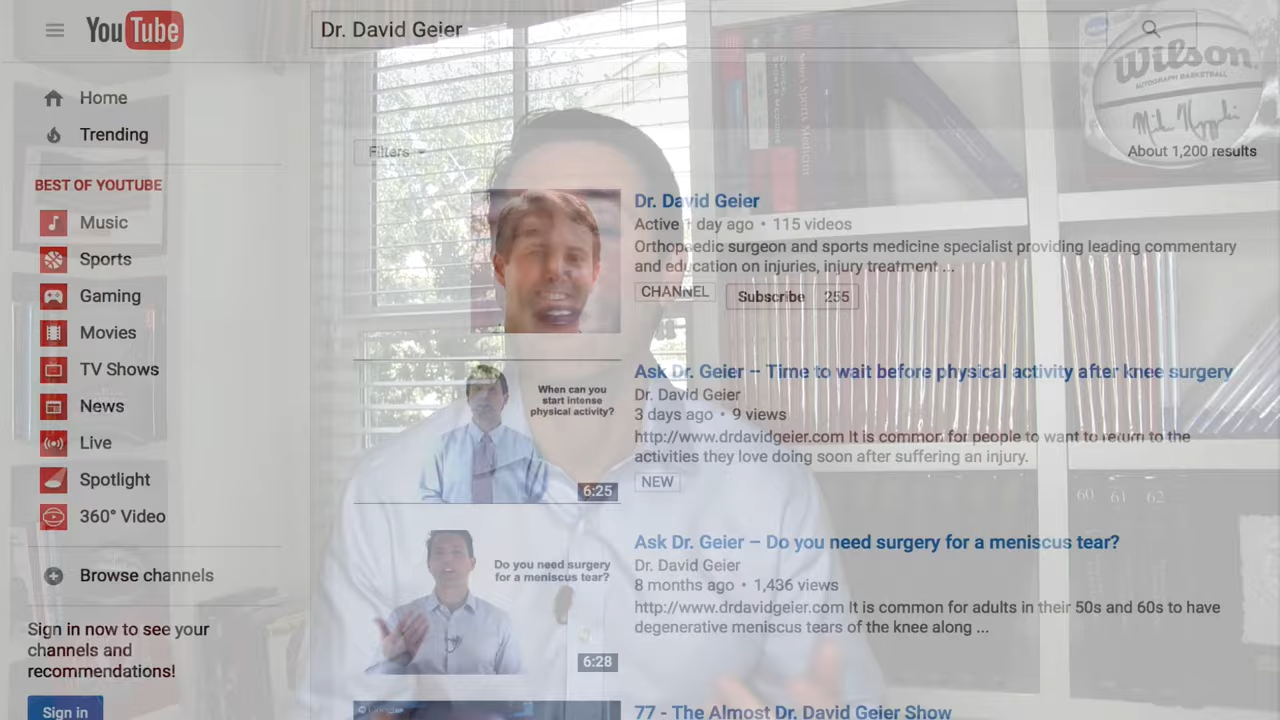 YouTube
Dr. David Geier
Home
Trending
BEST OF YOUTUBE
Music
Sports
Gaming
Movies
TV Shows
News
Live
Spotlight
360° Video
Browse channels
Sign in now to see your
channels and
recommendations!
Sign in
Filters
About 1,200 results
Dr. David Geier
Active 1 day ago • 115 videos
Orthopaedic surgeon and sports medicine specialist providing leading commentary
and education on injuries, injury treatment ...
CHANNEL
Subscribe 255
When can you
start intense
physical activity?
6:25
Ask Dr. Geier – Time to wait before physical activity after knee surgery
Dr. David Geier
3 days ago • 9 views
http://www.drdavidgeier.com It is common for people to want to return to the
activities they love doing soon after suffering an injury.
NEW
Do you need surgery
for a meniscus tear?
6:28
Ask Dr. Geier – Do you need surgery for a meniscus tear?
Dr. David Geier
8 months ago • 1,436 views
http://www.drdavidgeier.com It is common for adults in their 50s and 60s to have
degenerative meniscus tears of the knee along ...
77 - The Almost Dr. David Geier Show
Wilson
AUTOGRAPH BASKETBALL
60 61 62